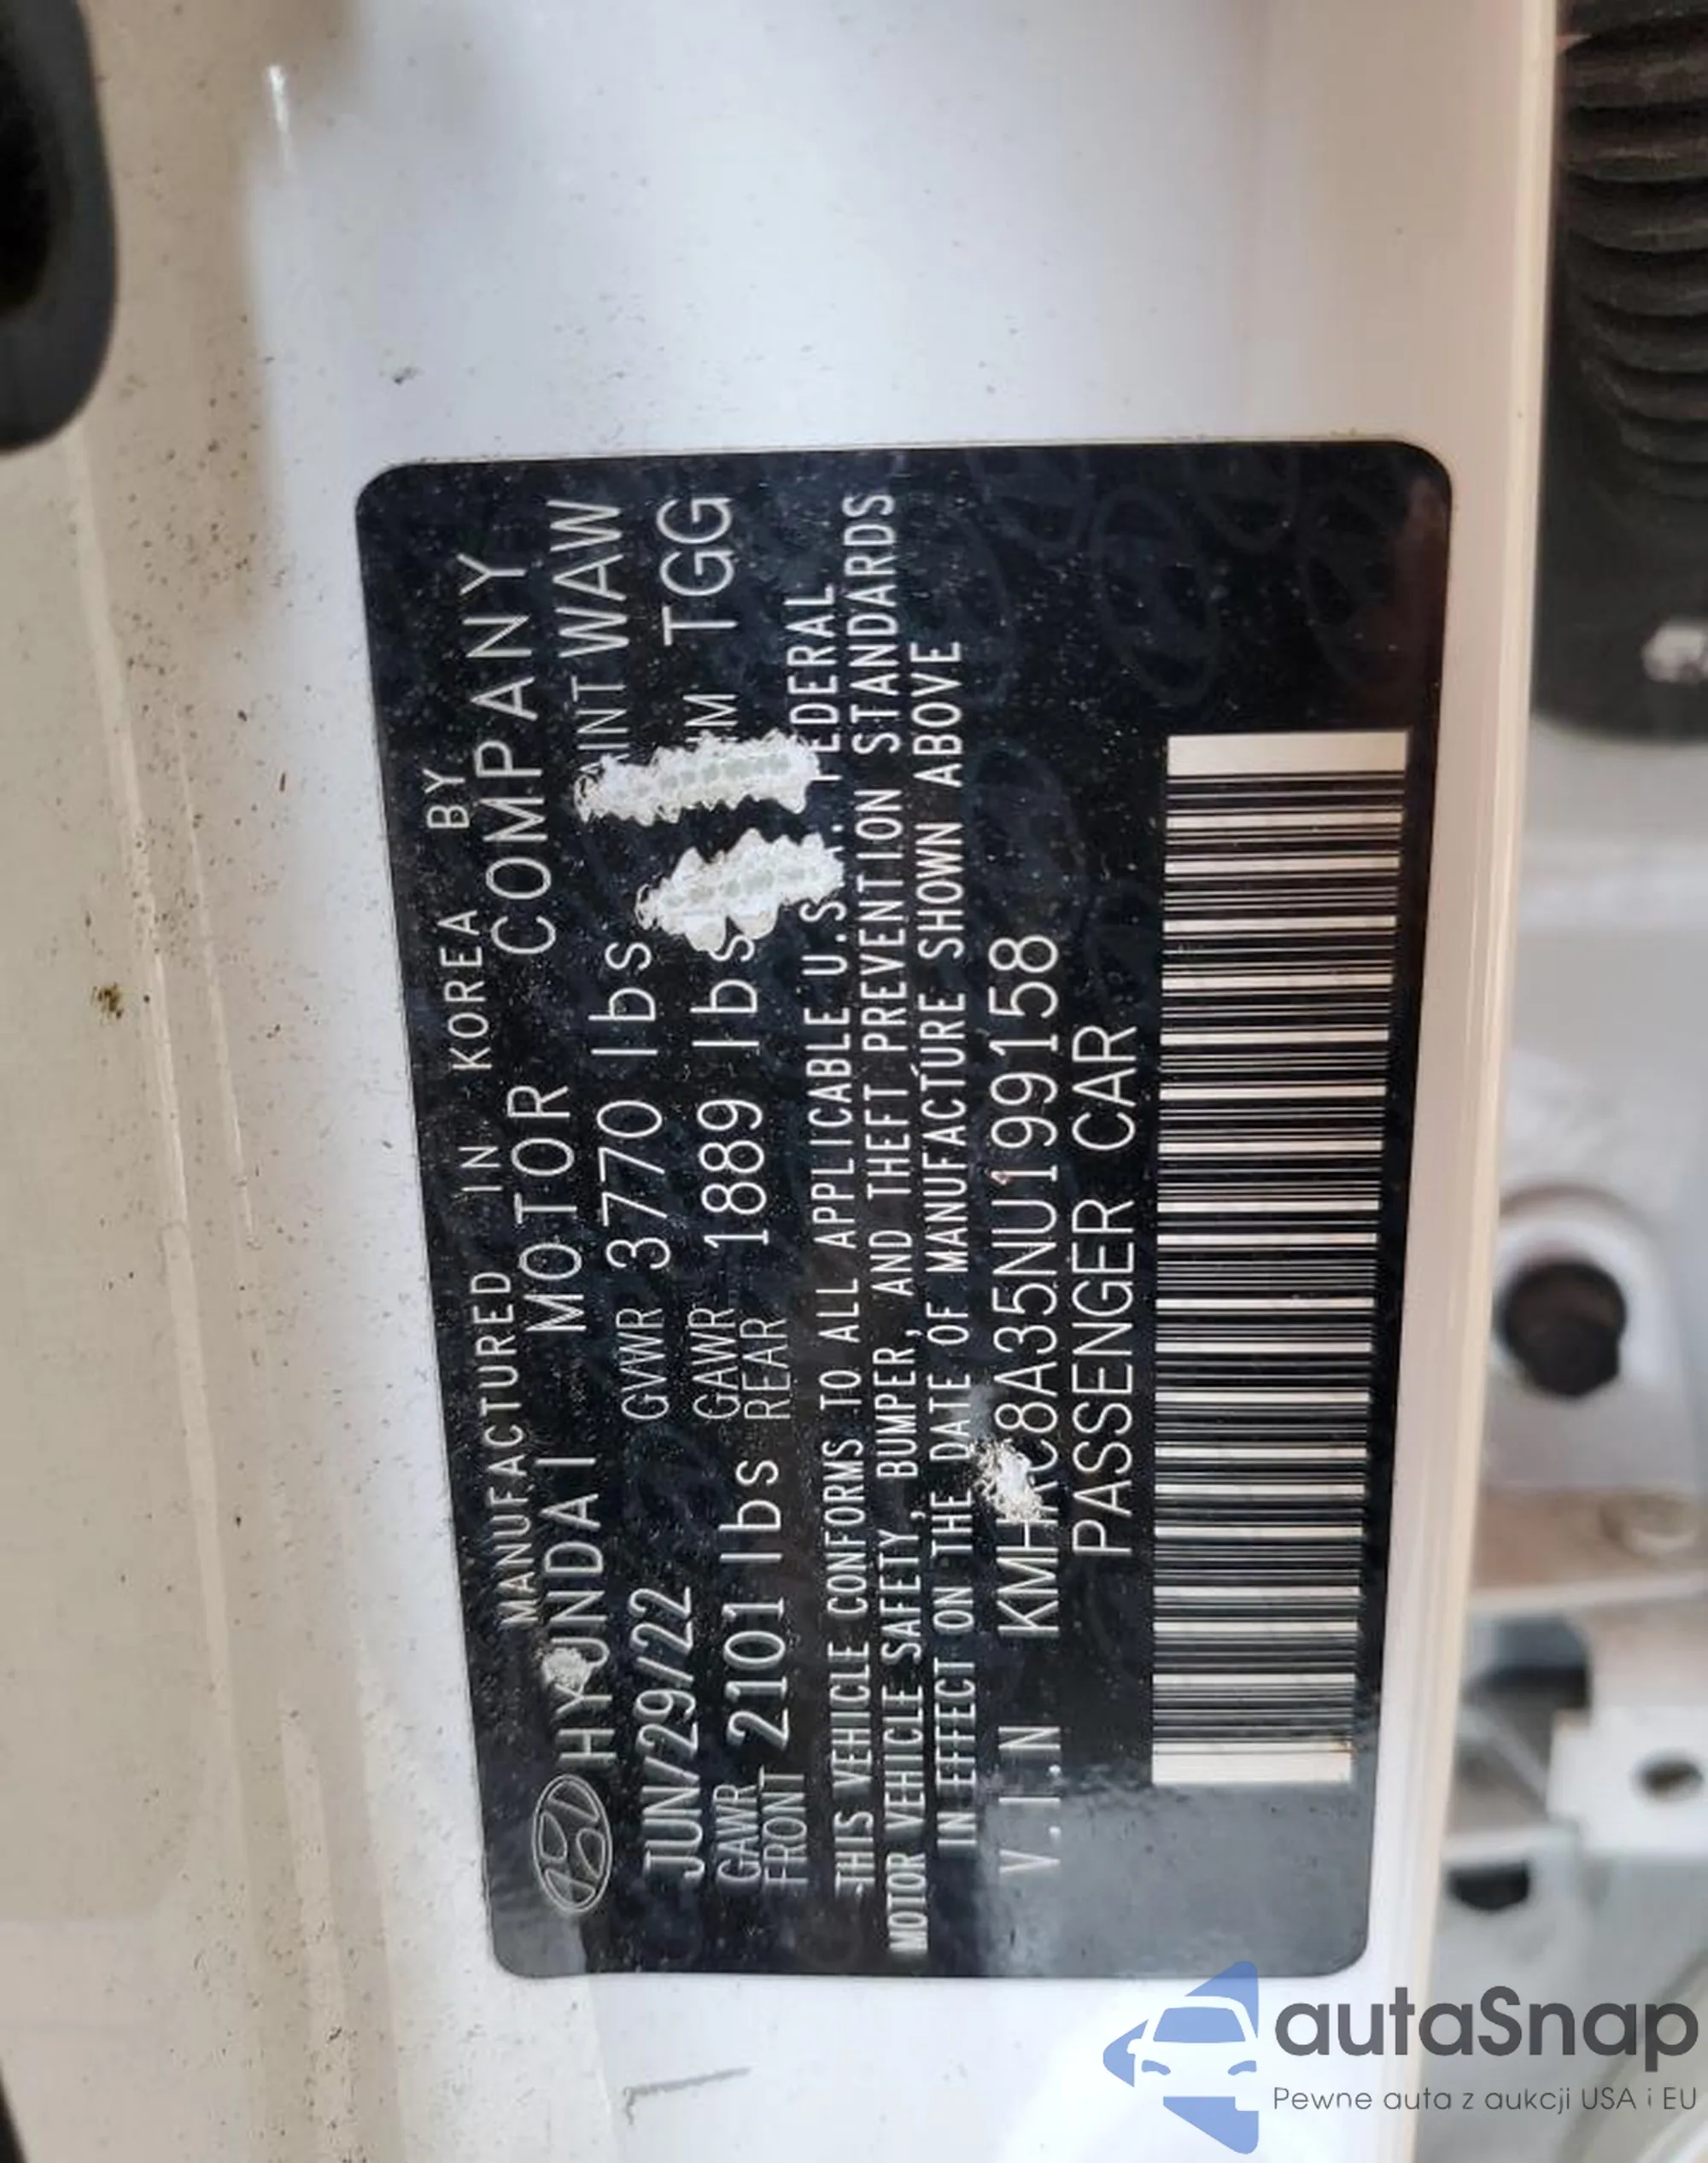 MANUFACTURED IN KOREA BY
HYUNDAI MOTOR COMPANY
JUN/29/22 GVWR 3770 lbs WAW
GAWR FRONT 2101 lbs GAWR REAR 1889 lbs TGG
THIS VEHICLE CONFORMS TO ALL APPLICABLE U.S. FEDERAL
MOTOR VEHICLE SAFETY, BUMPER, AND THEFT PREVENTION STANDARDS
IN EFFECT ON THE DATE OF MANUFACTURE SHOWN ABOVE
V.I.N KMHRC8A35NU199158
PASSENGER CAR
autaSnap
Pewne auta z aukcji USA i EU